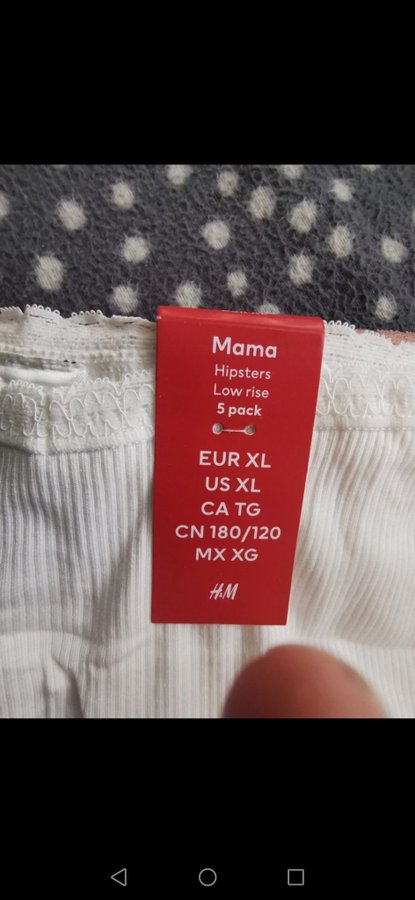 Mama
Hipsters
Low rise
5 pack
EUR XL
US XL
CA TG
CN 180/120
MX XG
H&M